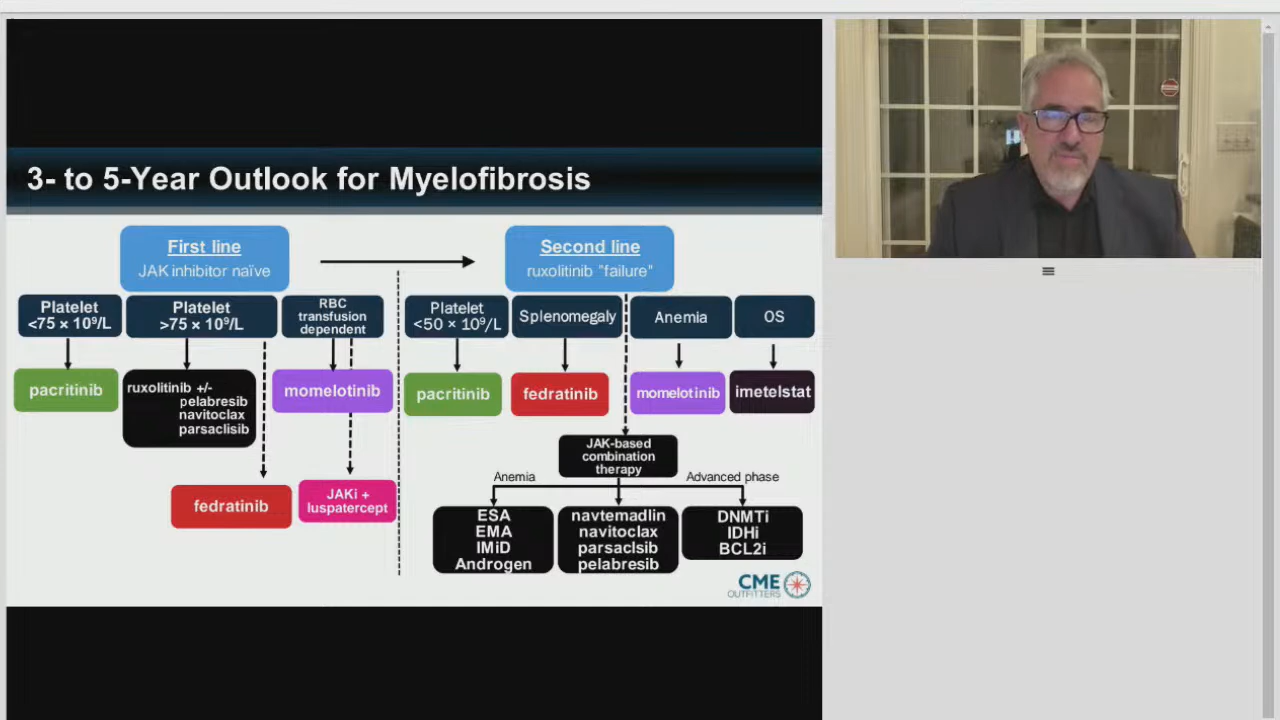 3- to 5-Year Outlook for Myelofibrosis
First line
JAK inhibitor naïve
Second line
ruxolitinib "failure"
Platelet
<75 × 10⁹/L
Platelet
>75 × 10⁹/L
RBC
transfusion
dependent
Platelet
<50 × 10⁹/L
Splenomegaly
Anemia
OS
pacritinib
ruxolitinib +/-
pelabresib
navitoclax
parsaclisib
momelotinib
pacritinib
fedratinib
momelotinib
imetelstat
fedratinib
JAKi +
luspatercept
JAK-based
combination
therapy
Anemia
Advanced phase
ESA
EMA
IMiD
Androgen
navtemadlin
navitoclax
parsaclsib
pelabresib
DNMTi
IDHi
BCL2i
CME
OUTFITTERS